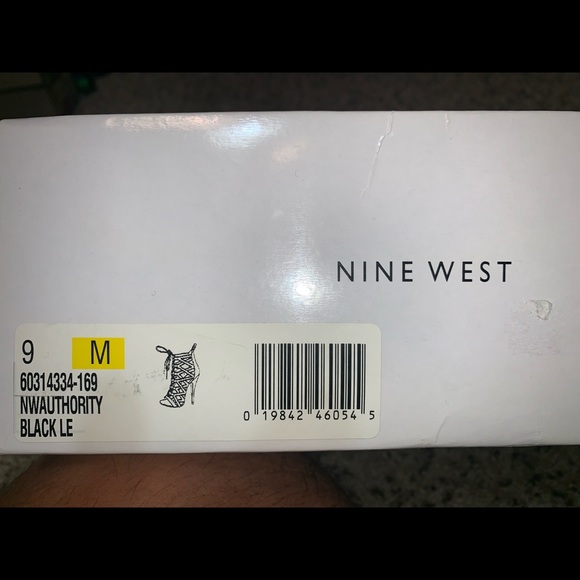 NINE WEST
9 M
60314334-169
NWAUTHORITY
BLACK LE
0 19842 46054 5